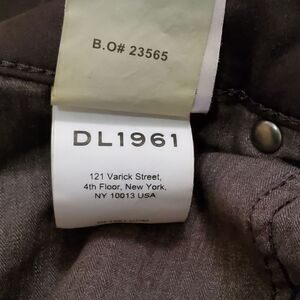 B.O# 23565
DL1961
121 Varick Street,
4th Floor, New York,
NY 10013 USA